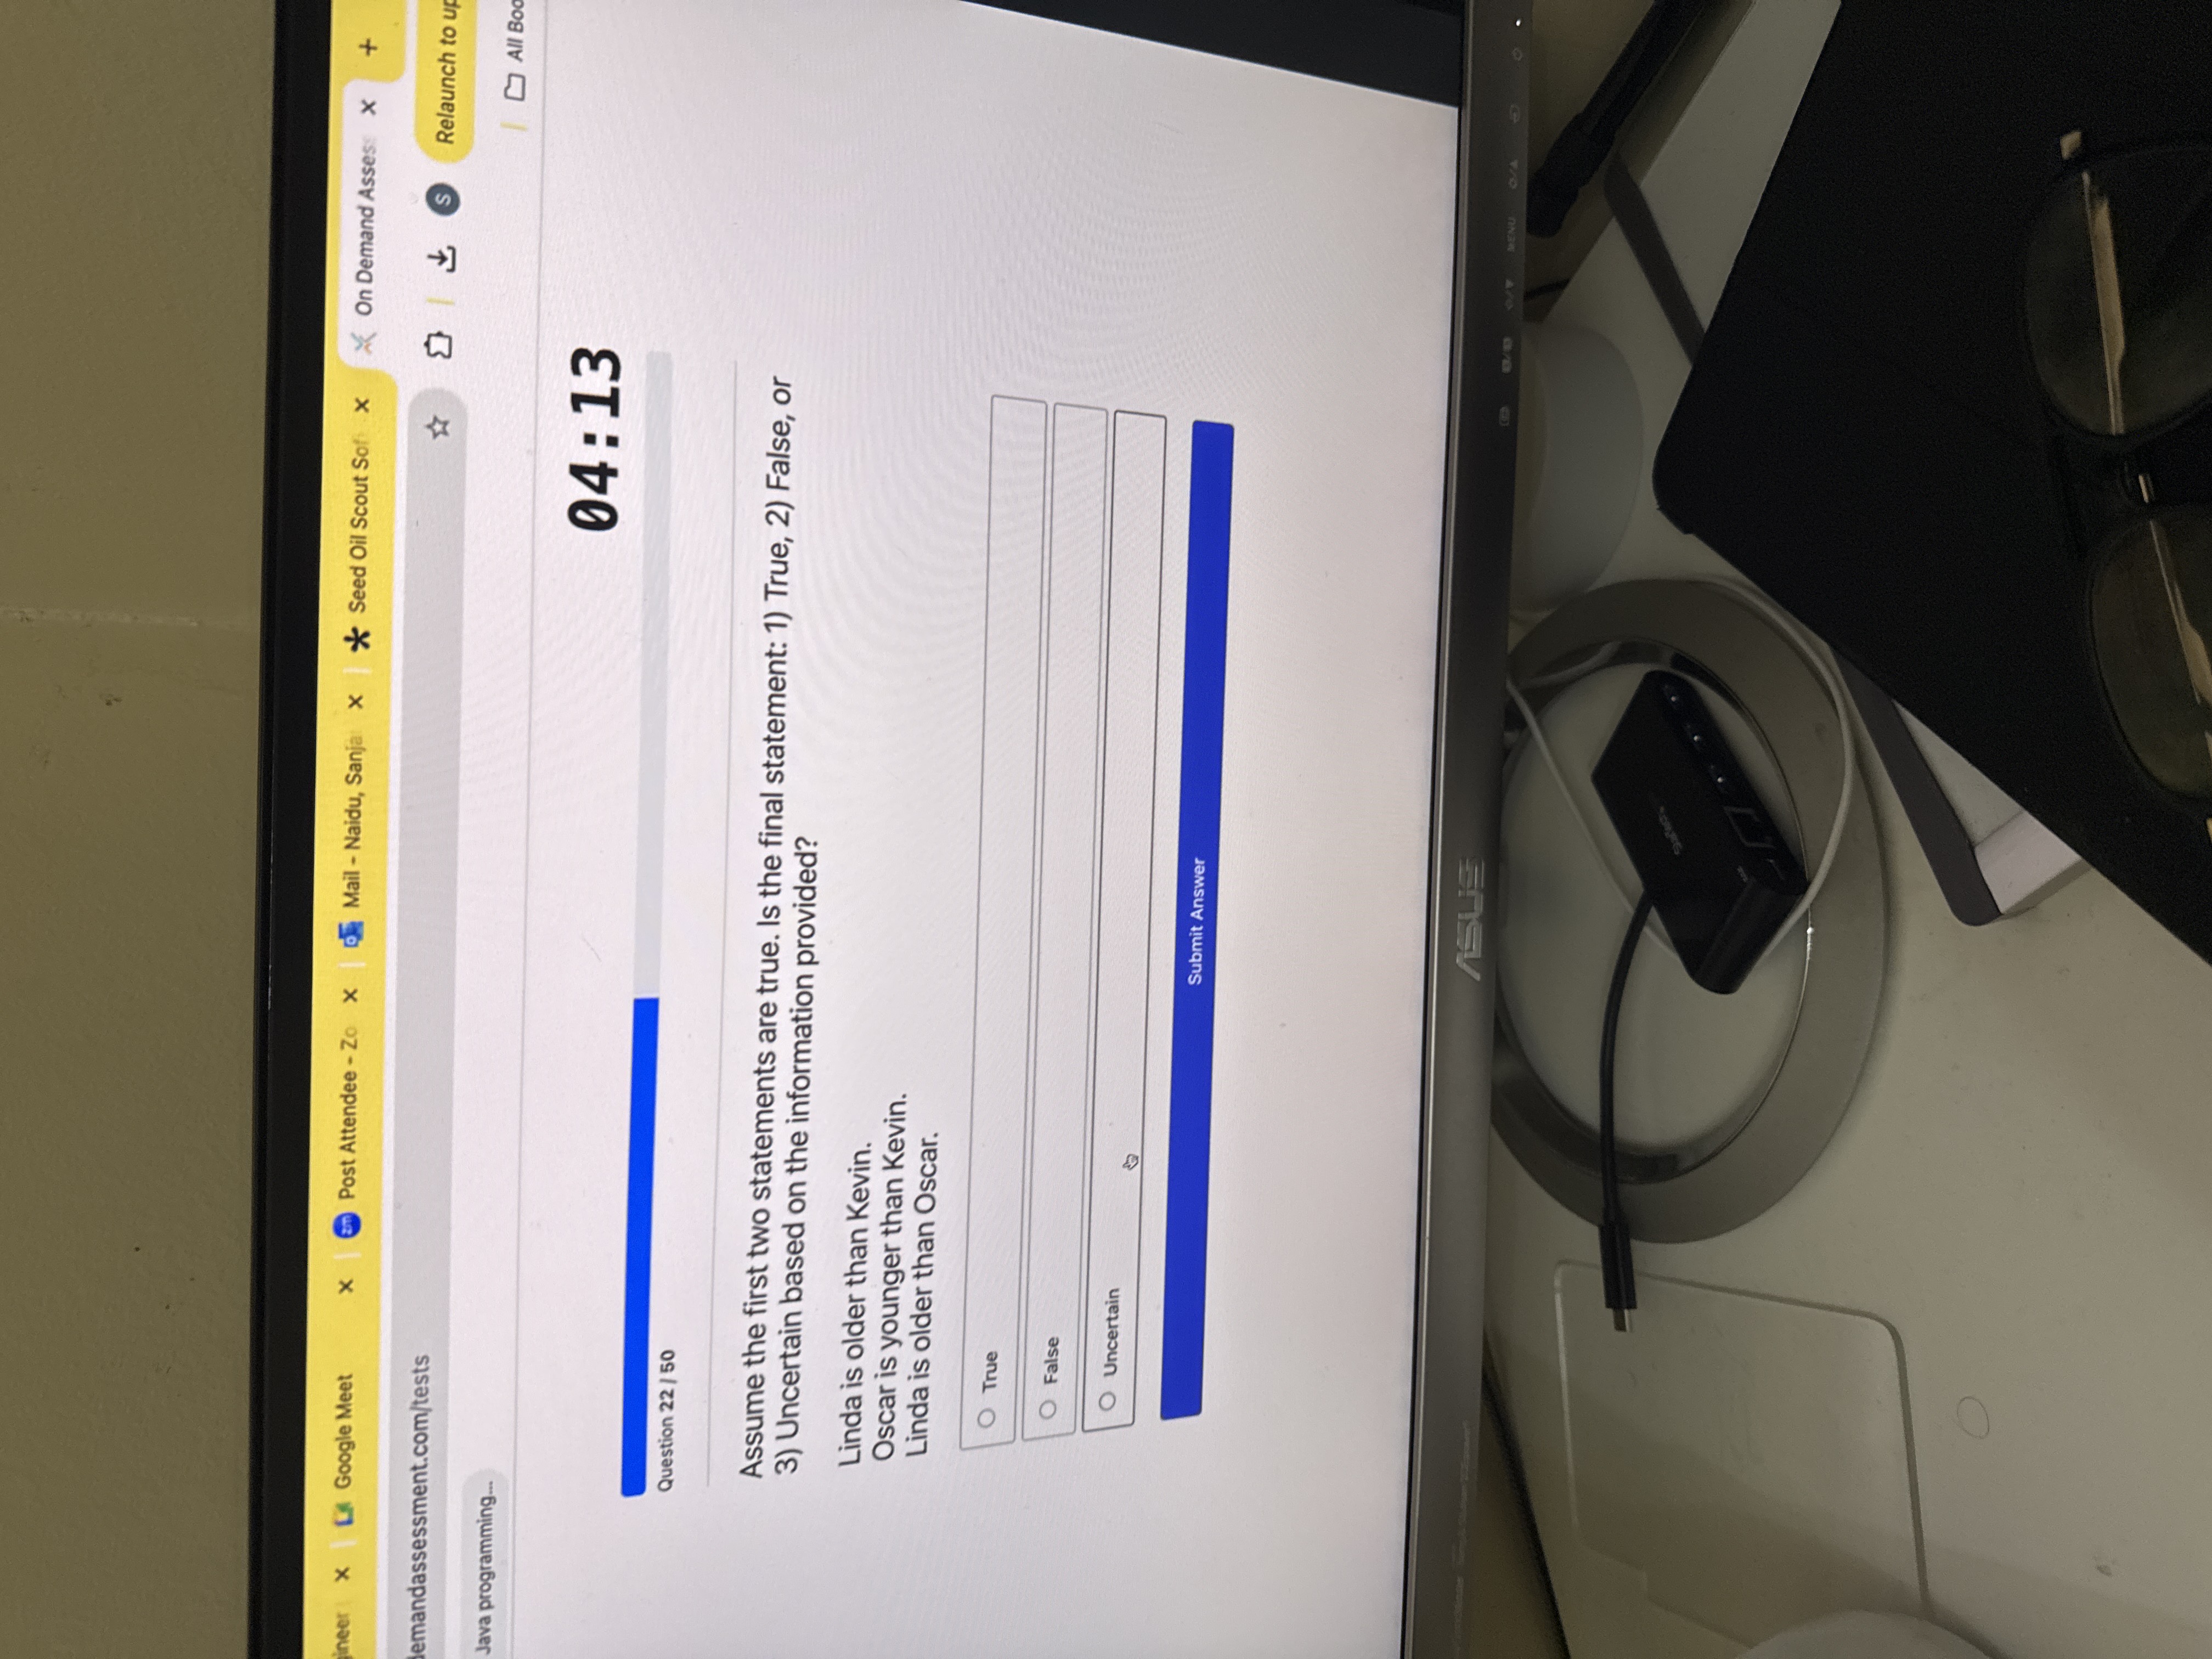 Google Meet
Post Attendee - Zo
Mail - Naidu, Sanja
Seed Oil Scout Sof
On Demand Assess
demandassessment.com/tests
S
Relaunch to up
Java programming...
All Boo
04:13
Question 22 / 50
Assume the first two statements are true. Is the final statement: 1) True, 2) False, or
3) Uncertain based on the information provided?
Linda is older than Kevin.
Oscar is younger than Kevin.
Linda is older than Oscar.
True
False
Uncertain
Submit Answer
ASUS
MENU
StarTech